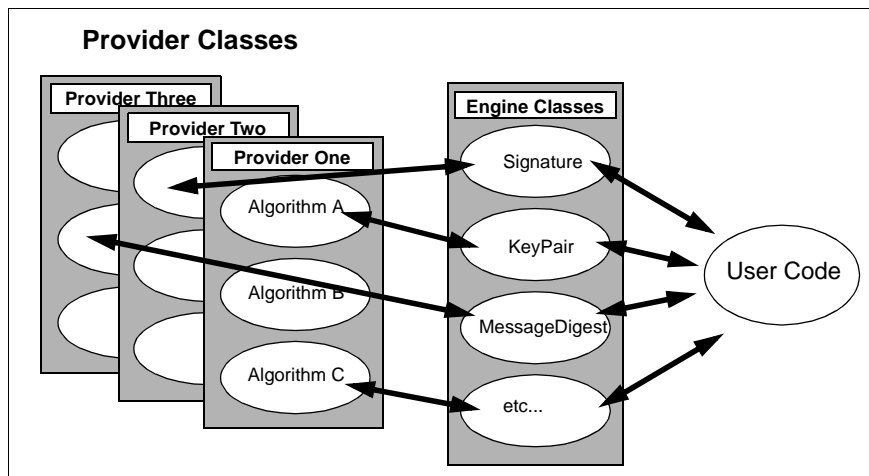 Provider Classes
Provider Three
Provider Two
Provider One
Algorithm A
Algorithm B
Algorithm C
Engine Classes
Signature
KeyPair
MessageDigest
etc...
User Code